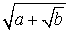 √(a + √b)